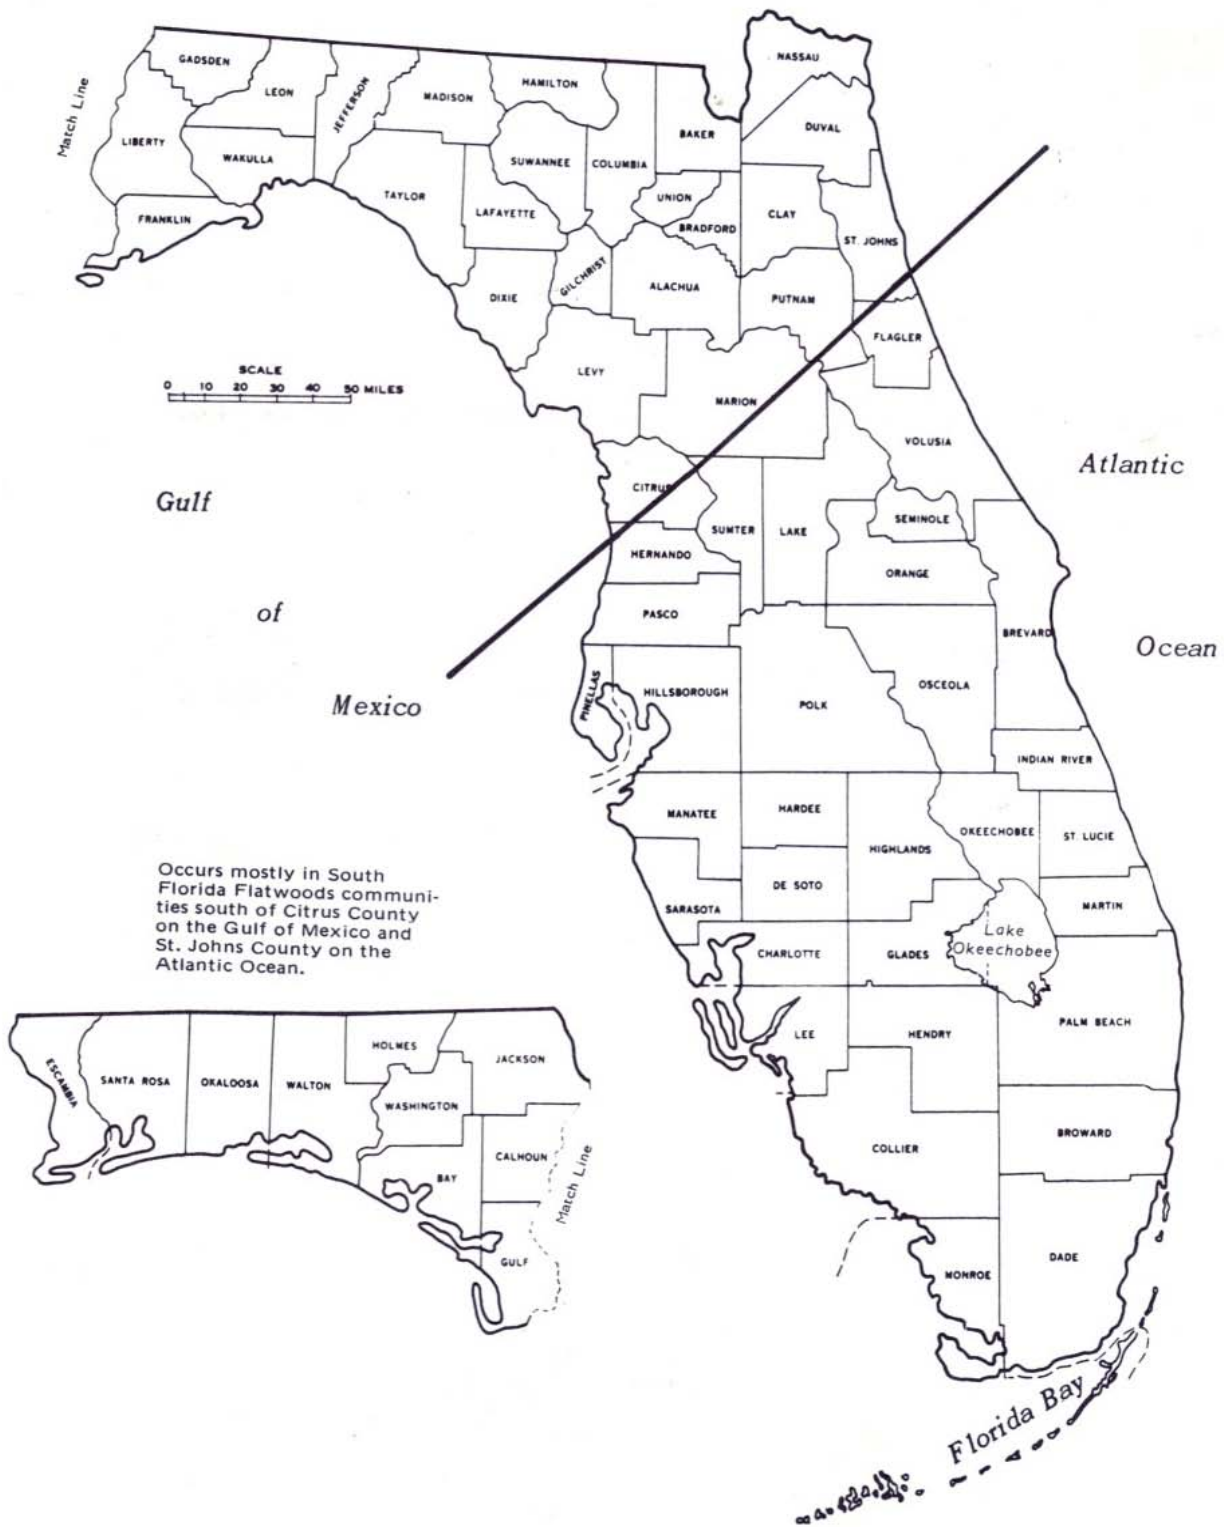 NASSAU
GADSDEN
LEON
JEFFERSON
MADISON
HAMILTON
BAKER
DUVAL
Match Line
LIBERTY
WAKULLA
SUWANNEE
COLUMBIA
TAYLOR
LAFAYETTE
UNION
CLAY
FRANKLIN
BRADFORD
ST. JOHNS
GILCHRIST
ALACHUA
DIXIE
PUTNAM
FLAGLER
SCALE
0 10 20 30 40 50 MILES
LEVY
MARION
VOLUSIA
Atlantic
Gulf
CITRUS
SUMTER
LAKE
SEMINOLE
HERNANDO
ORANGE
of
PASCO
BREVARD
Ocean
PINELLAS
HILLSBOROUGH
OSCEOLA
Mexico
POLK
INDIAN RIVER
MANATEE
HARDEE
HIGHLANDS
OKEECHOBEE
ST. LUCIE
Occurs mostly in South
Florida Flatwoods communi-
ties south of Citrus County
on the Gulf of Mexico and
St. Johns County on the
Atlantic Ocean.
DE SOTO
SARASOTA
MARTIN
Lake
Okeechobee
CHARLOTTE
GLADES
PALM BEACH
LEE
HENDRY
ESCAMBIA
SANTA ROSA
OKALOOSA
WALTON
HOLMES
JACKSON
WASHINGTON
BROWARD
COLLIER
CALHOUN
BAY
Match Line
GULF
DADE
MONROE
Florida Bay